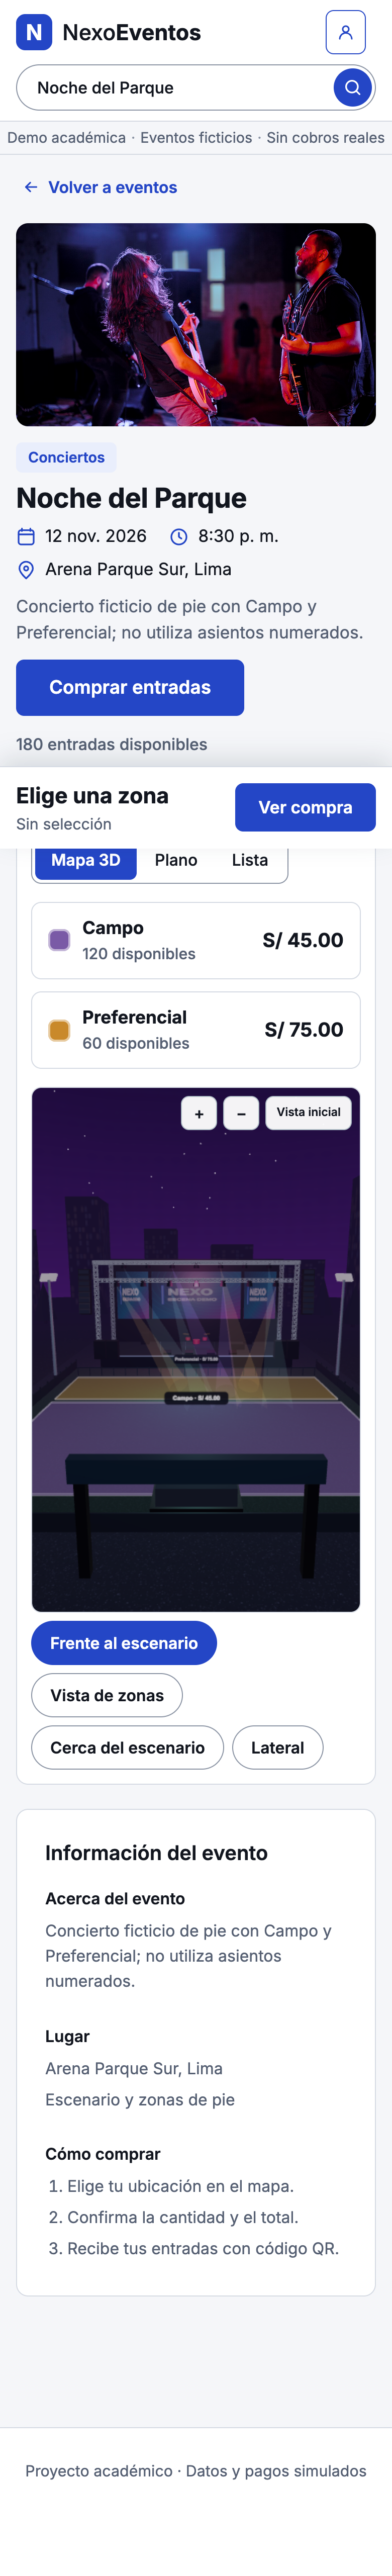 N NexoEventos
Noche del Parque
Demo académica · Eventos ficticios · Sin cobros reales
← Volver a eventos
Conciertos
Noche del Parque
12 nov. 2026 8:30 p. m.
Arena Parque Sur, Lima
Concierto ficticio de pie con Campo y
Preferencial; no utiliza asientos numerados.
Comprar entradas
180 entradas disponibles
Elige una zona
Sin selección
Ver compra
Mapa 3D Plano Lista
Campo
120 disponibles
S/ 45.00
Preferencial
60 disponibles
S/ 75.00
+ − Vista inicial
NEXO NEXO NEXO
Preferencial · S/ 75.00
Campo · S/ 45.00
Frente al escenario
Vista de zonas
Cerca del escenario Lateral
Información del evento
Acerca del evento
Concierto ficticio de pie con Campo y
Preferencial; no utiliza asientos
numerados.
Lugar
Arena Parque Sur, Lima
Escenario y zonas de pie
Cómo comprar
1. Elige tu ubicación en el mapa.
2. Confirma la cantidad y el total.
3. Recibe tus entradas con código QR.
Proyecto académico · Datos y pagos simulados